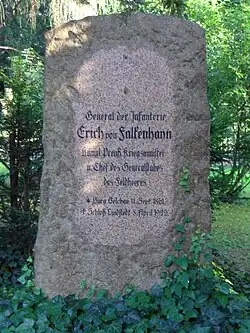 General der Infanterie
Erich von Falkenhayn
Königl. Preuß. Kriegsminister
u. Chef des Generalstabes
des Feldheeres
* Burg Belchau 11. Sept. 1861
† Schloß Lindstedt 8. April 1922